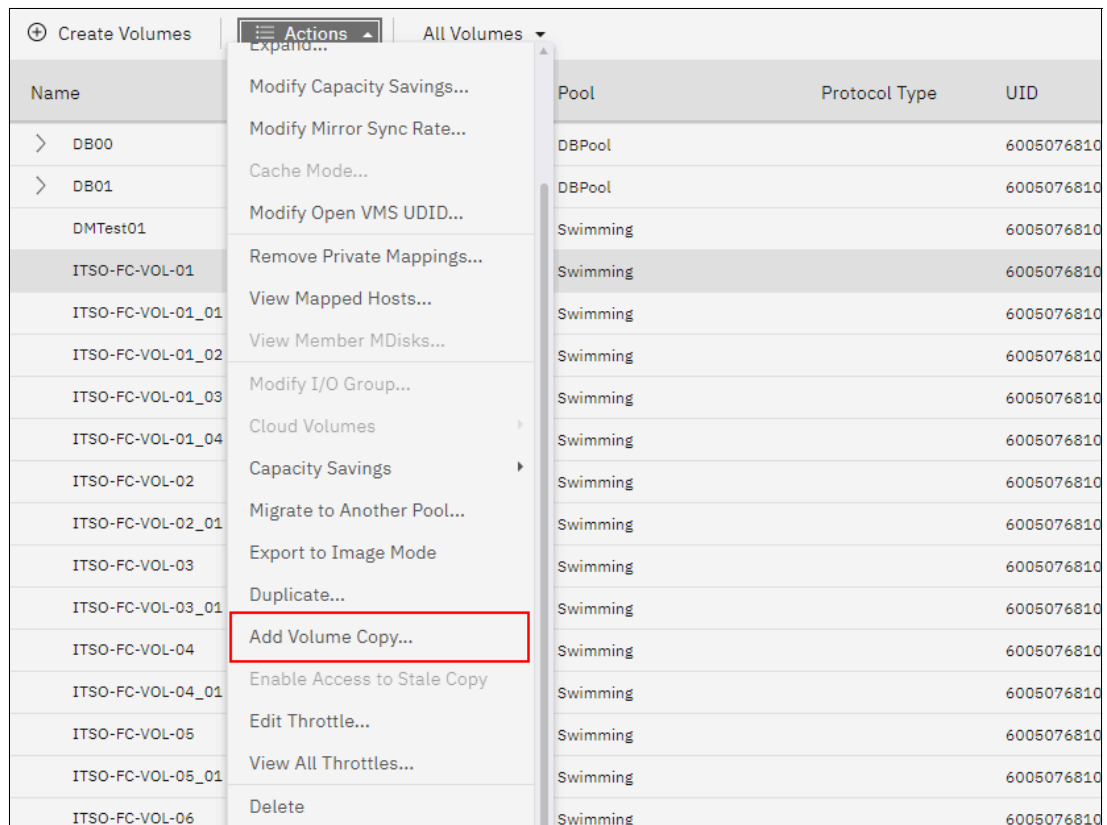 Create Volumes Actions All Volumes
Expand...
Name Pool Protocol Type UID
Modify Capacity Savings...
Modify Mirror Sync Rate...
DB00 DBPool 6005076810
Cache Mode...
DB01 DBPool 6005076810
Modify Open VMS UDID...
DMTest01 Swimming 6005076810
Remove Private Mappings...
ITSO-FC-VOL-01 Swimming 6005076810
View Mapped Hosts...
ITSO-FC-VOL-01_01 Swimming 6005076810
View Member MDisks...
ITSO-FC-VOL-01_02 Swimming 6005076810
Modify I/O Group...
ITSO-FC-VOL-01_03 Swimming 6005076810
Cloud Volumes
ITSO-FC-VOL-01_04 Swimming 6005076810
Capacity Savings
ITSO-FC-VOL-02 Swimming 6005076810
Migrate to Another Pool...
ITSO-FC-VOL-02_01 Swimming 6005076810
Export to Image Mode
ITSO-FC-VOL-03 Swimming 6005076810
Duplicate...
ITSO-FC-VOL-03_01 Swimming 6005076810
Add Volume Copy...
ITSO-FC-VOL-04 Swimming 6005076810
Enable Access to Stale Copy
ITSO-FC-VOL-04_01 Swimming 6005076810
Edit Throttle...
ITSO-FC-VOL-05 Swimming 6005076810
View All Throttles...
ITSO-FC-VOL-05_01 Swimming 6005076810
Delete
ITSO-FC-VOL-06 Swimming 6005076810